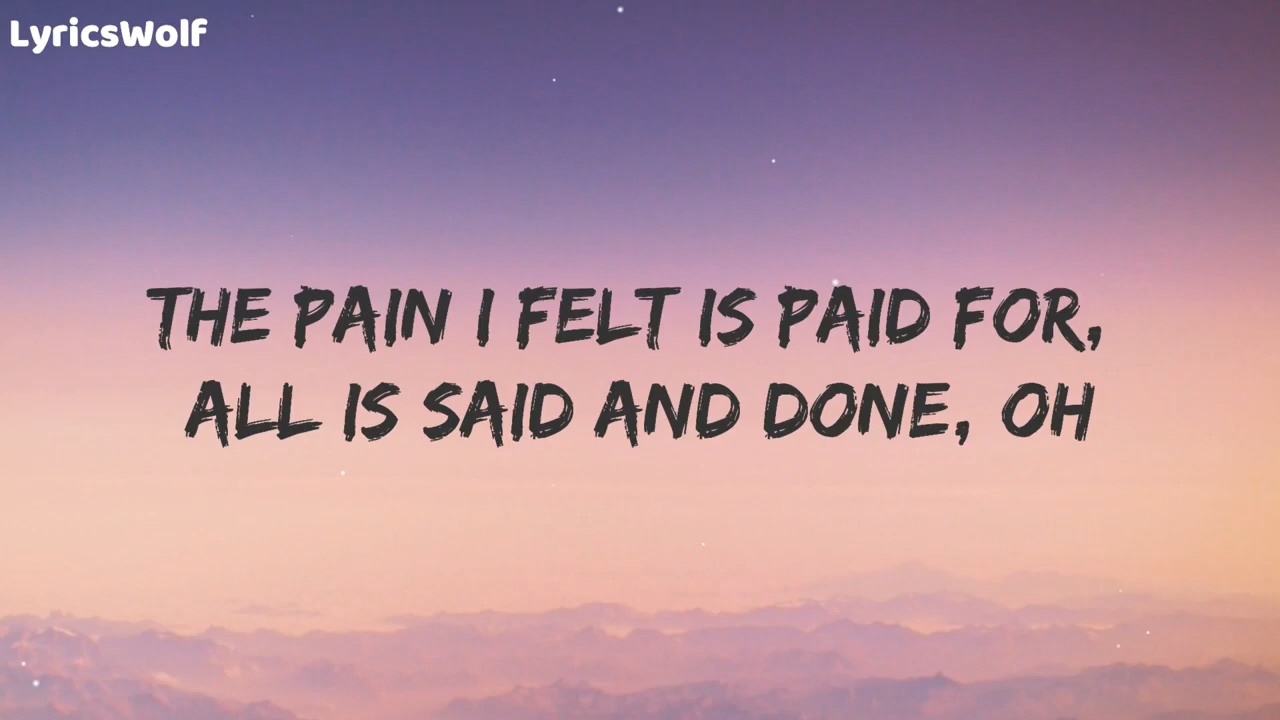 LyricsWolf
THE PAIN I FELT IS PAID FOR,
ALL IS SAID AND DONE, OH